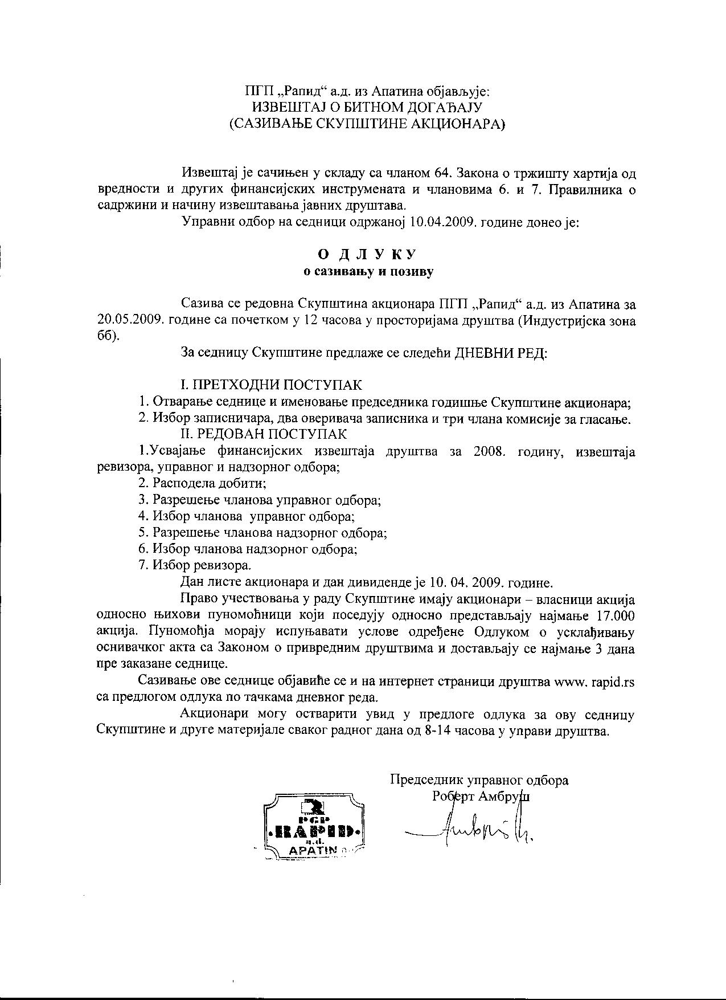 ПГП „Рапид“ а.д. из Апатина објављује:
ИЗВЕШТАЈ О БИТНОМ ДОГАЂАЈУ
(САЗИВАЊЕ СКУПШТИНЕ АКЦИОНАРА)
Извештај је сачињен у складу са чланом 64. Закона о тржишту хартија од
вредности и других финансијских инструмената и члановима 6. и 7. Правилника о
садржини и начину извештавања јавних друштава.
Управни одбор на седници одржаној 10.04.2009. године донео је:
О Д Л У К У
о сазивању и позиву
Сазива се редовна Скупштина акционара ПГП „Рапид“ а.д. из Апатина за
20.05.2009. године са почетком у 12 часова у просторијама друштва (Индустријска зона
бб).
За седницу Скупштине предлаже се следећи ДНЕВНИ РЕД:
I. ПРЕТХОДНИ ПОСТУПАК
1. Отварање седнице и именовање председника годишње Скупштине акционара;
2. Избор записничара, два оверивача записника и три члана комисије за гласање.
II. РЕДОВАН ПОСТУПАК
1.Усвајање финансијских извештаја друштва за 2008. годину, извештаја
ревизора, управног и надзорног одбора;
2. Расподела добити;
3. Разрешење чланова управног одбора;
4. Избор чланова управног одбора;
5. Разрешење чланова надзорног одбора;
6. Избор чланова надзорног одбора;
7. Избор ревизора.
Дан листе акционара и дан дивиденде је 10. 04. 2009. године.
Право учествовања у раду Скупштине имају акционари – власници акција
односно њихови пуномоћници који поседују односно представљају најмање 17.000
акција. Пуномоћја морају испуњавати услове одређене Одлуком о усклађивању
оснивачког акта са Законом о привредним друштвима и достављају се најмање 3 дана
пре заказане седнице.
Сазивање ове седнице објавиће се и на интернет страници друштва www. rapid.rs
са предлогом одлука по тачкама дневног реда.
Акционари могу остварити увид у предлоге одлука за ову седницу
Скупштине и друге материјале сваког радног дана од 8-14 часова у управи друштва.
Председник управног одбора
Роберт Амбруш
PGP
RAPID
a.d.
APATIN